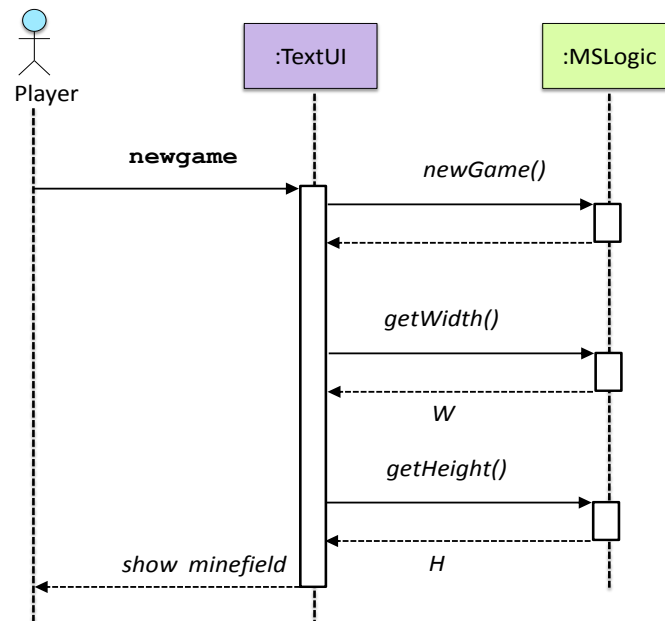 :TextUI
:MSLogic
Player
newgame
newGame()
getWidth()
W
getHeight()
H
show minefield